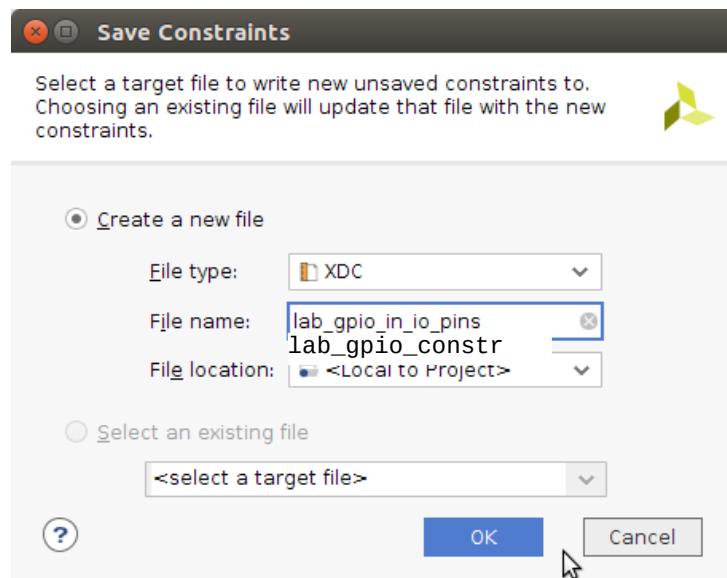 Save Constraints
Select a target file to write new unsaved constraints to.
Choosing an existing file will update that file with the new
constraints.
Create a new file
File type: XDC
File name: lab_gpio_in_io_pins
lab_gpio_constr
File location: <Local to Project>
Select an existing file
<select a target file>
? OK Cancel